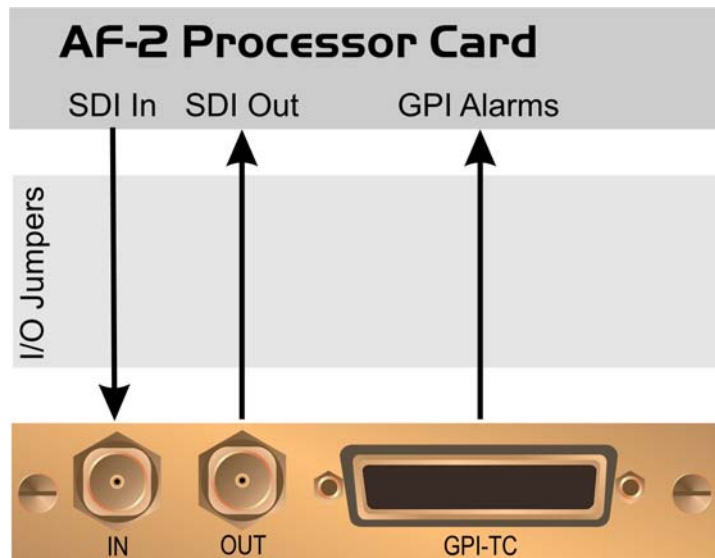 AF-2 Processor Card
SDI In SDI Out GPI Alarms
I/O Jumpers
IN OUT GPI-TC